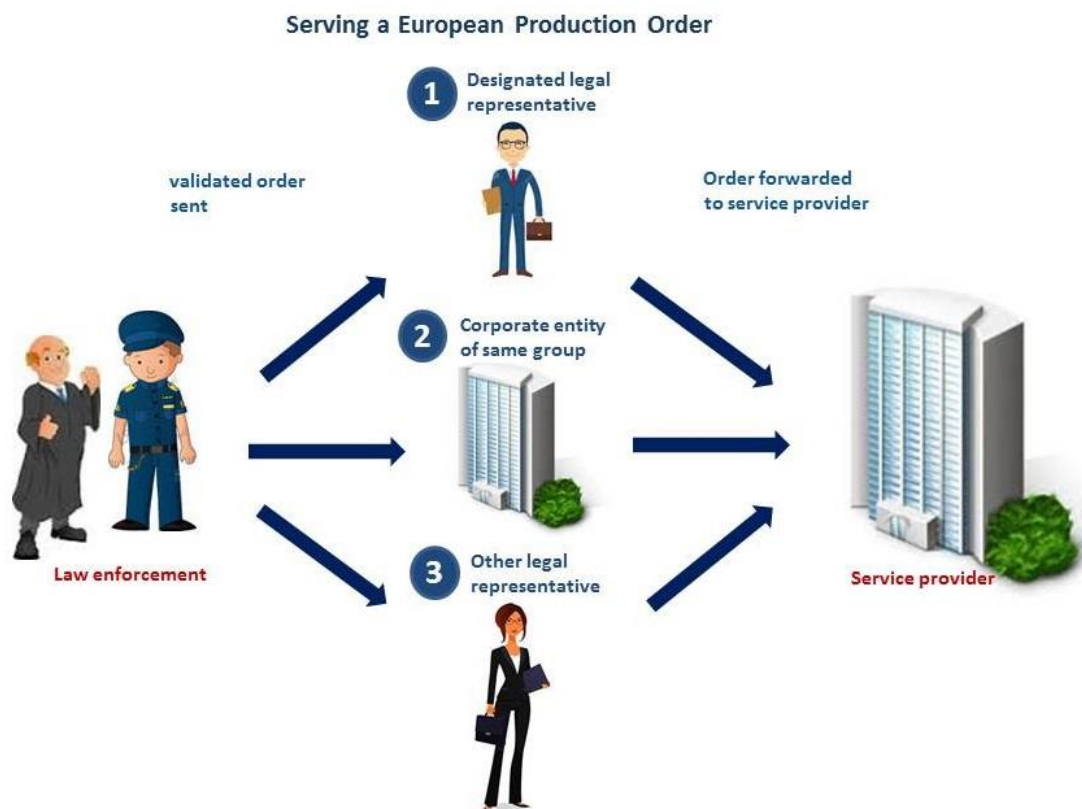 Serving a European Production Order
1
Designated legal
representative
validated order
sent
Order forwarded
to service provider
2
Corporate entity
of same group
Law enforcement
3
Other legal
representative
Service provider